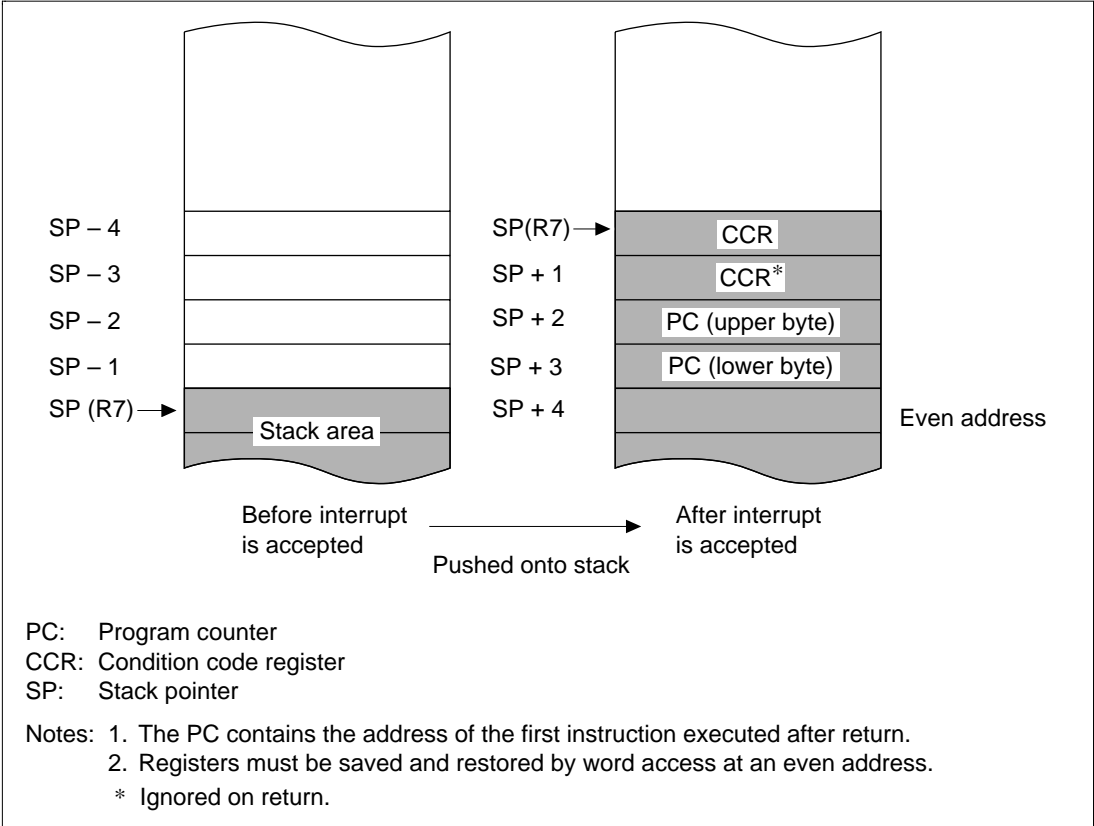 SP – 4
SP – 3
SP – 2
SP – 1
SP (R7)
Stack area
SP(R7)
SP + 1
SP + 2
SP + 3
SP + 4
CCR
CCR*
PC (upper byte)
PC (lower byte)
Even address
Before interrupt
is accepted
Pushed onto stack
After interrupt
is accepted
PC: Program counter
CCR: Condition code register
SP: Stack pointer
Notes: 1. The PC contains the address of the first instruction executed after return.
2. Registers must be saved and restored by word access at an even address.
* Ignored on return.